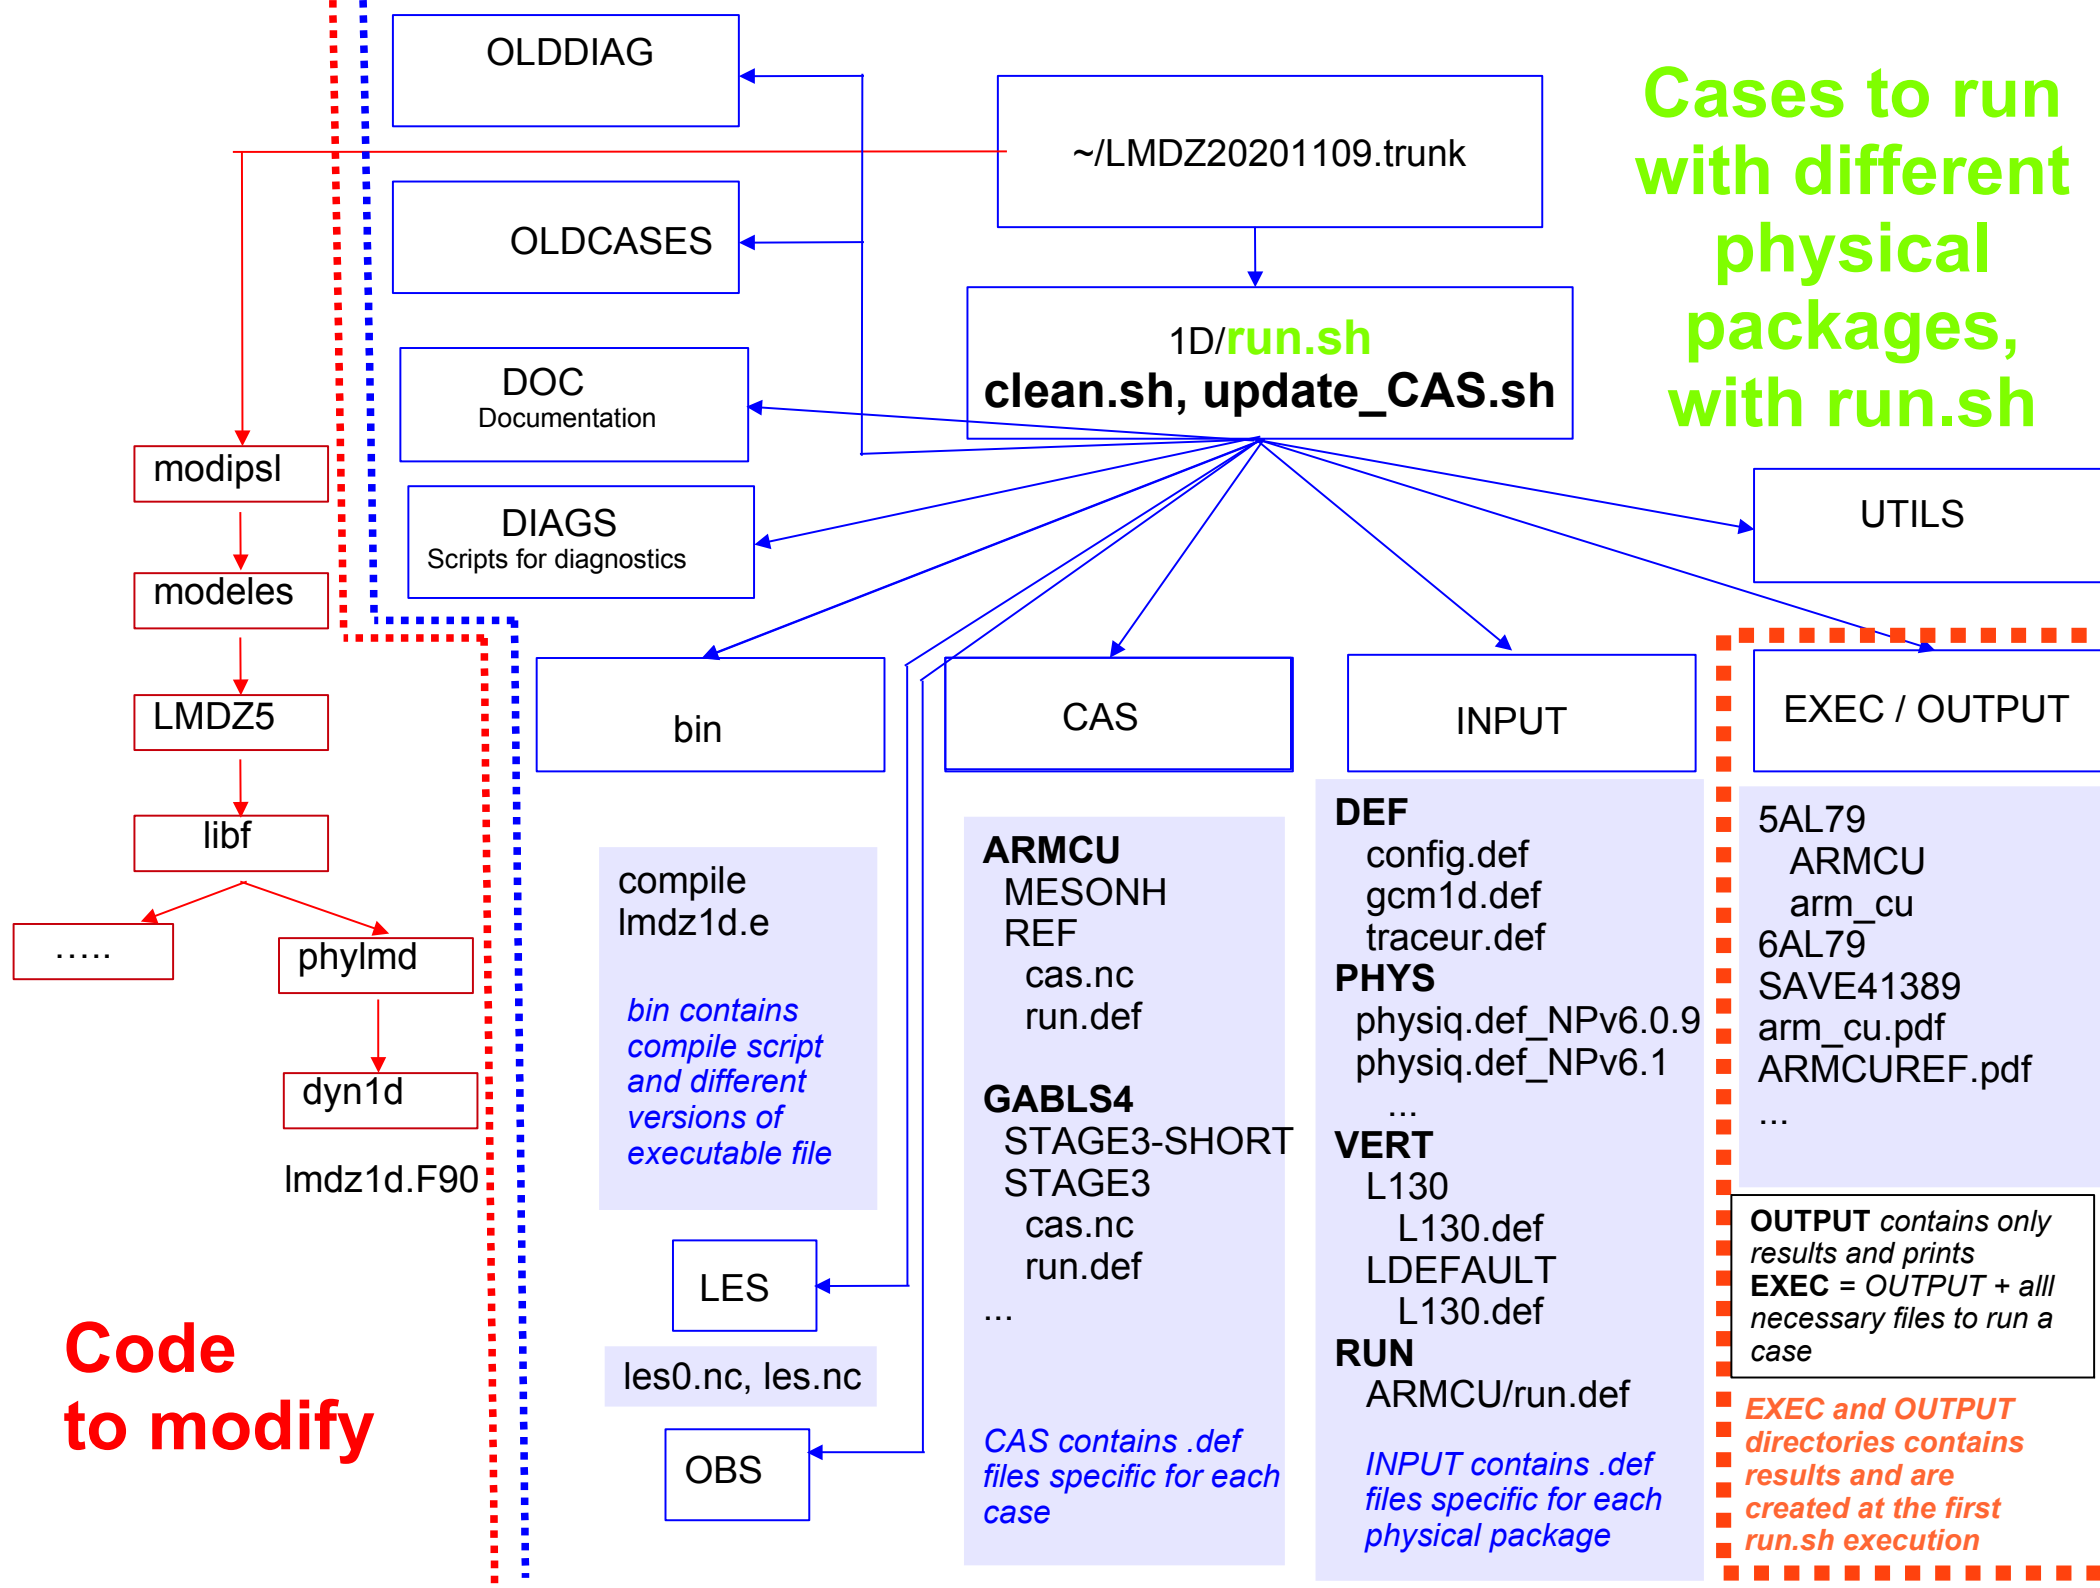 OLDDIAG
~/LMDZ20201109.trunk
Cases to run
with different
physical
packages,
with run.sh
OLDCASES
1D/run.sh
clean.sh, update_CAS.sh
DOC
Documentation
DIAGS
Scripts for diagnostics
UTILS
modipsl
modeles
LMDZ5
libf
…..
phylmd
dyn1d
lmdz1d.F90
Code
to modify
bin
compile
lmdz1d.e
bin contains
compile script
and different
versions of
executable file
LES
les0.nc, les.nc
OBS
CAS
ARMCU
MESONH
REF
cas.nc
run.def
GABLS4
STAGE3-SHORT
STAGE3
cas.nc
run.def
...
CAS contains .def
files specific for each
case
INPUT
DEF
config.def
gcm1d.def
traceur.def
PHYS
physiq.def_NPv6.0.9
physiq.def_NPv6.1
...
VERT
L130
L130.def
LDEFAULT
L130.def
RUN
ARMCU/run.def
INPUT contains .def
files specific for each
physical package
EXEC / OUTPUT
5AL79
ARMCU
arm_cu
6AL79
SAVE41389
arm_cu.pdf
ARMCUREF.pdf
...
OUTPUT contains only
results and prints
EXEC = OUTPUT + alll
necessary files to run a
case
EXEC and OUTPUT
directories contains
results and are
created at the first
run.sh execution